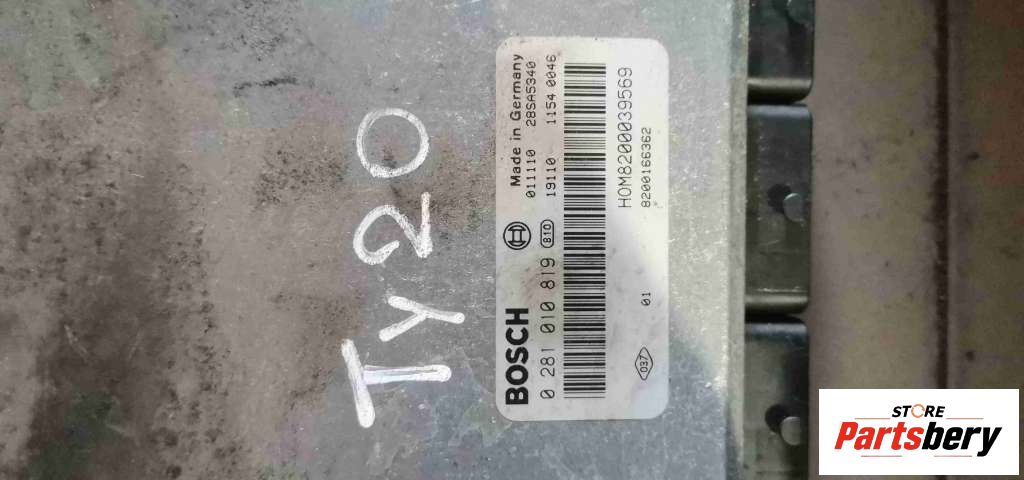 TY20
BOSCH
Made in Germany
0 281 010 819
810
011110
28SA5340
19110
1154 0046
HOM8200039569
037
01
8200166362
STORE
Partsbery